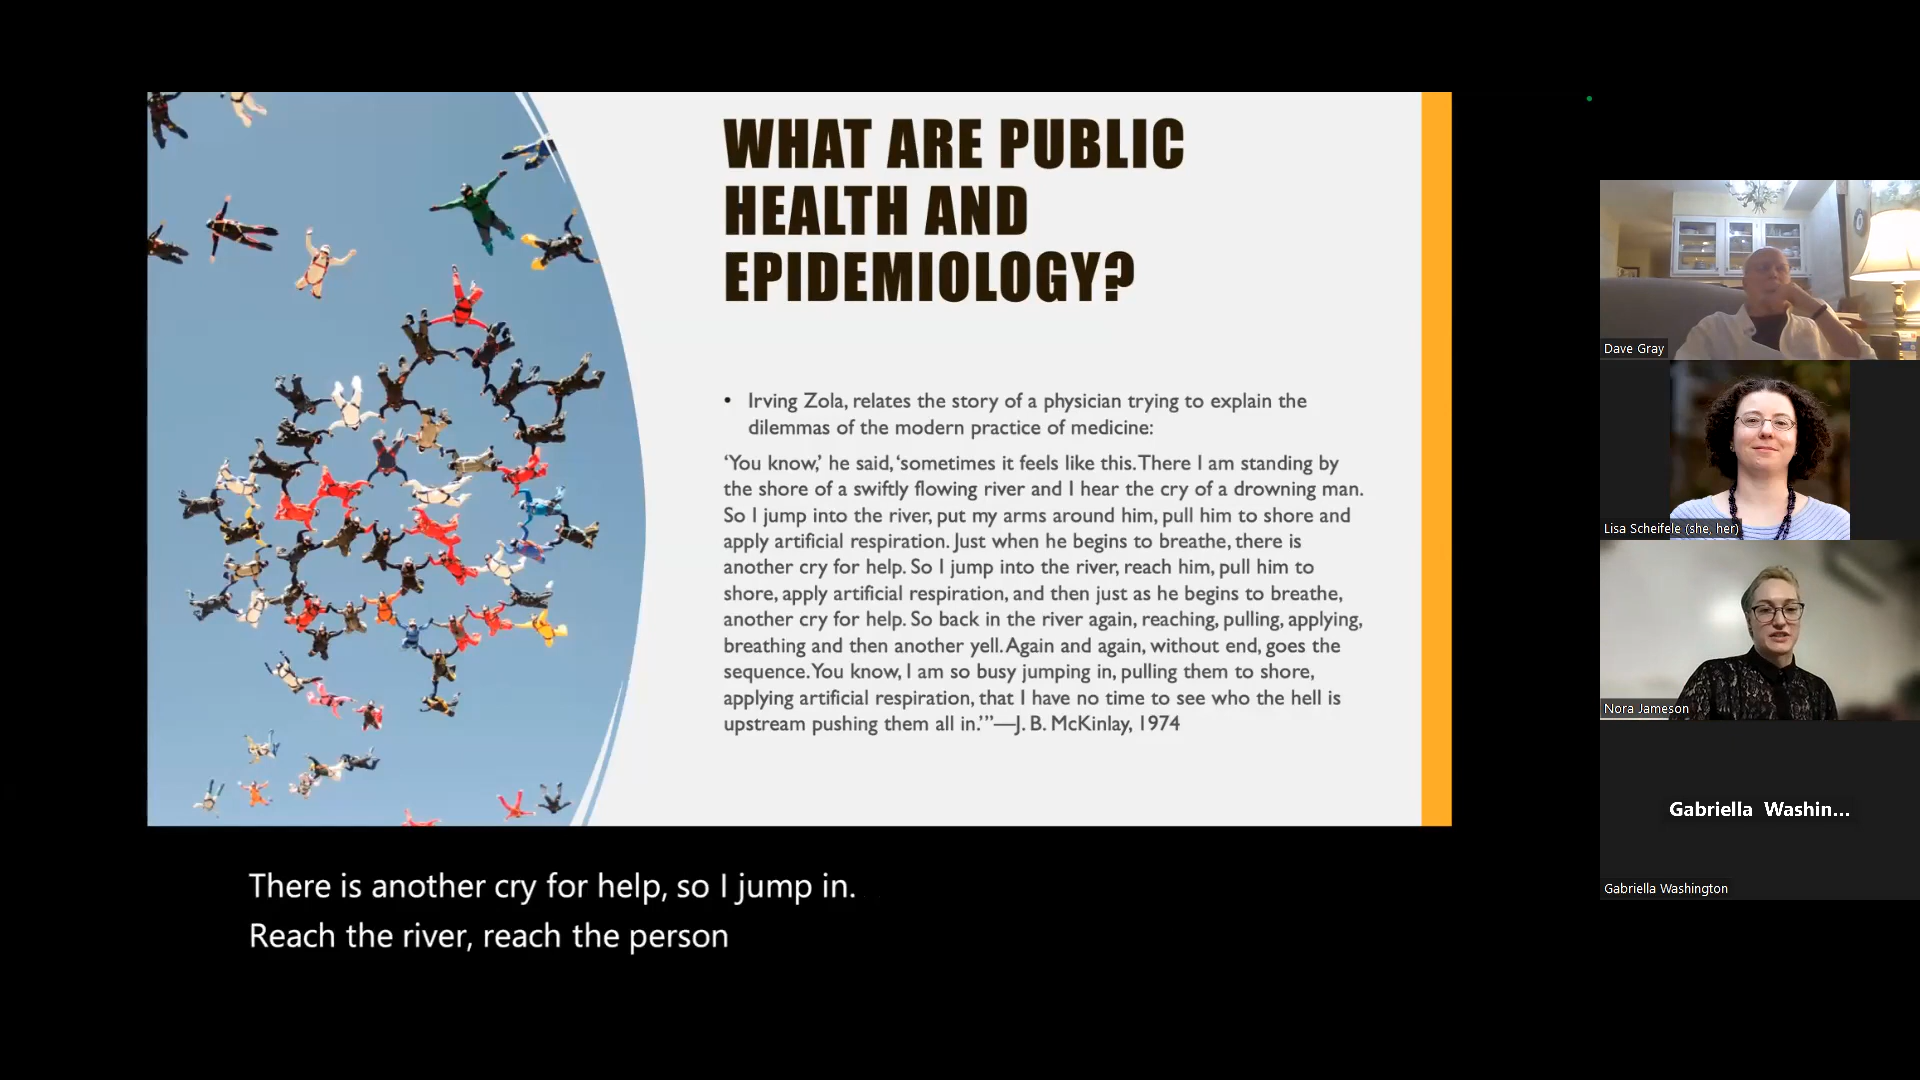 WHAT ARE PUBLIC
HEALTH AND
EPIDEMIOLOGY?
• Irving Zola, relates the story of a physician trying to explain the
dilemmas of the modern practice of medicine:
‘You know,’ he said, ‘sometimes it feels like this. There I am standing by
the shore of a swiftly flowing river and I hear the cry of a drowning man.
So I jump into the river, put my arms around him, pull him to shore and
apply artificial respiration. Just when he begins to breathe, there is
another cry for help. So I jump into the river, reach him, pull him to
shore, apply artificial respiration, and then just as he begins to breathe,
another cry for help. So back in the river again, reaching, pulling, applying,
breathing and then another yell. Again and again, without end, goes the
sequence. You know, I am so busy jumping in, pulling them to shore,
applying artificial respiration, that I have no time to see who the hell is
upstream pushing them all in.’”—J. B. McKinlay, 1974
There is another cry for help, so I jump in.
Reach the river, reach the person
Dave Gray
Lisa Scheifele (she, her)
Nora Jameson
Gabriella Washin...
Gabriella Washington